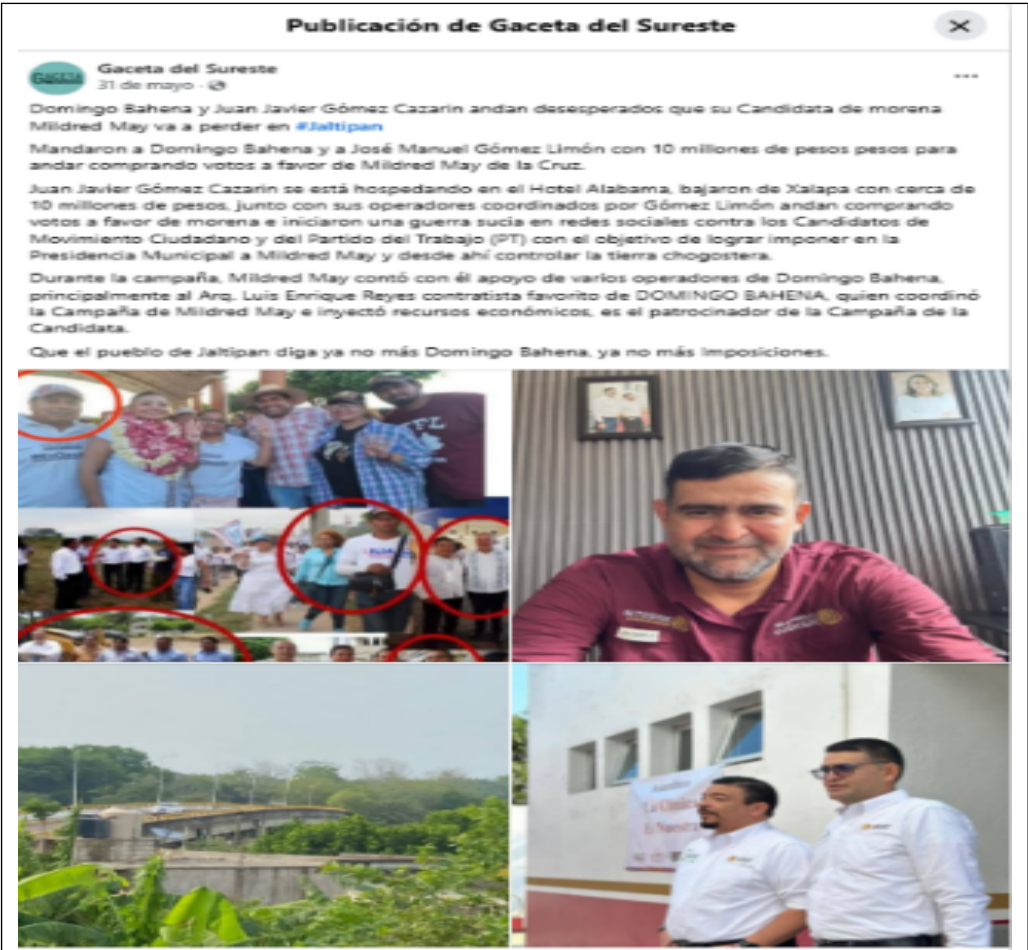 Publicación de Gaceta del Sureste
GACETA
Gaceta del Sureste
31 de mayo ·
Domingo Bahena y Juan Javier Gómez Cazarin andan desesperados que su Candidata de morena
Mildred May va a perder en #Jaltipan
Mandaron a Domingo Bahena y a José Manuel Gómez Limón con 10 millones de pesos pesos para
andar comprando votos a favor de Mildred May de la Cruz.
Juan Javier Gómez Cazarin se está hospedando en el Hotel Alabama, bajaron de Xalapa con cerca de
10 millones de pesos, junto con sus operadores coordinados por Gómez Limón andan comprando
votos a favor de morena e iniciaron una guerra sucia en redes sociales contra los Candidatos de
Movimiento Ciudadano y del Partido del Trabajo (PT) con el objetivo de lograr imponer en la
Presidencia Municipal a Mildred May y desde ahí controlar la tierra chogostera.
Durante la campaña, Mildred May contó con él apoyo de varios operadores de Domingo Bahena,
principalmente al Arq. Luis Enrique Reyes contratista favorito de DOMINGO BAHENA, quien coordinó
la Campaña de Mildred May e inyectó recursos económicos, es el patrocinador de la Campaña de la
Candidata.
Que el pueblo de Jaltipan diga ya no más Domingo Bahena, ya no más Imposiciones.